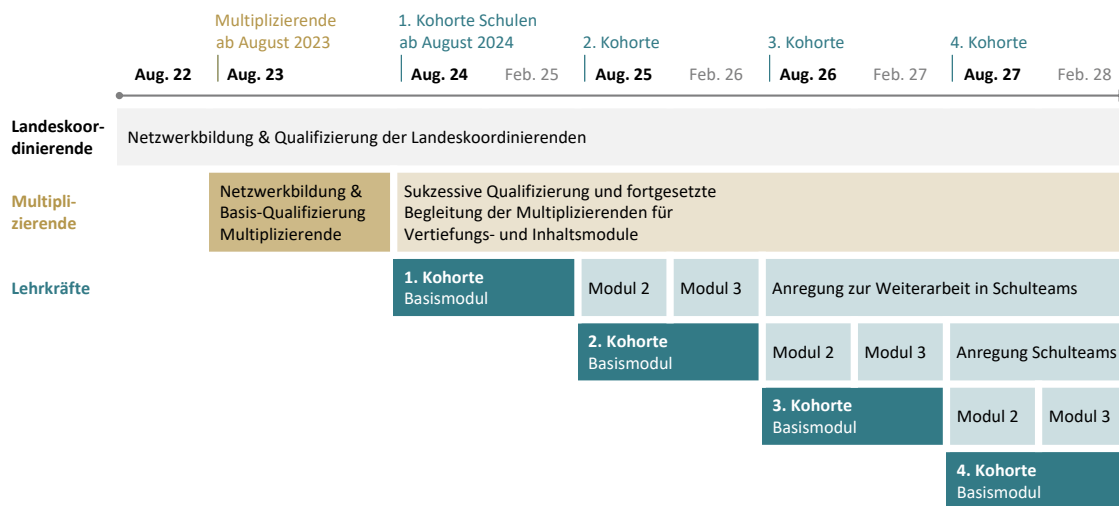 Multiplizierende
ab August 2023
1. Kohorte Schulen
ab August 2024
2. Kohorte
3. Kohorte
4. Kohorte
Aug. 22
Aug. 23
Aug. 24
Feb. 25
Aug. 25
Feb. 26
Aug. 26
Feb. 27
Aug. 27
Feb. 28
Landeskoor-
dinierende
Netzwerkbildung & Qualifizierung der Landeskoordinierenden
Multipli-
zierende
Netzwerkbildung &
Basis-Qualifizierung
Multiplizierende
Sukzessive Qualifizierung und fortgesetzte
Begleitung der Multiplizierenden für
Vertiefungs- und Inhaltsmodule
Lehrkräfte
1. Kohorte
Basismodul
Modul 2
Modul 3
Anregung zur Weiterarbeit in Schulteams
2. Kohorte
Basismodul
Modul 2
Modul 3
Anregung Schulteams
3. Kohorte
Basismodul
Modul 2
Modul 3
4. Kohorte
Basismodul